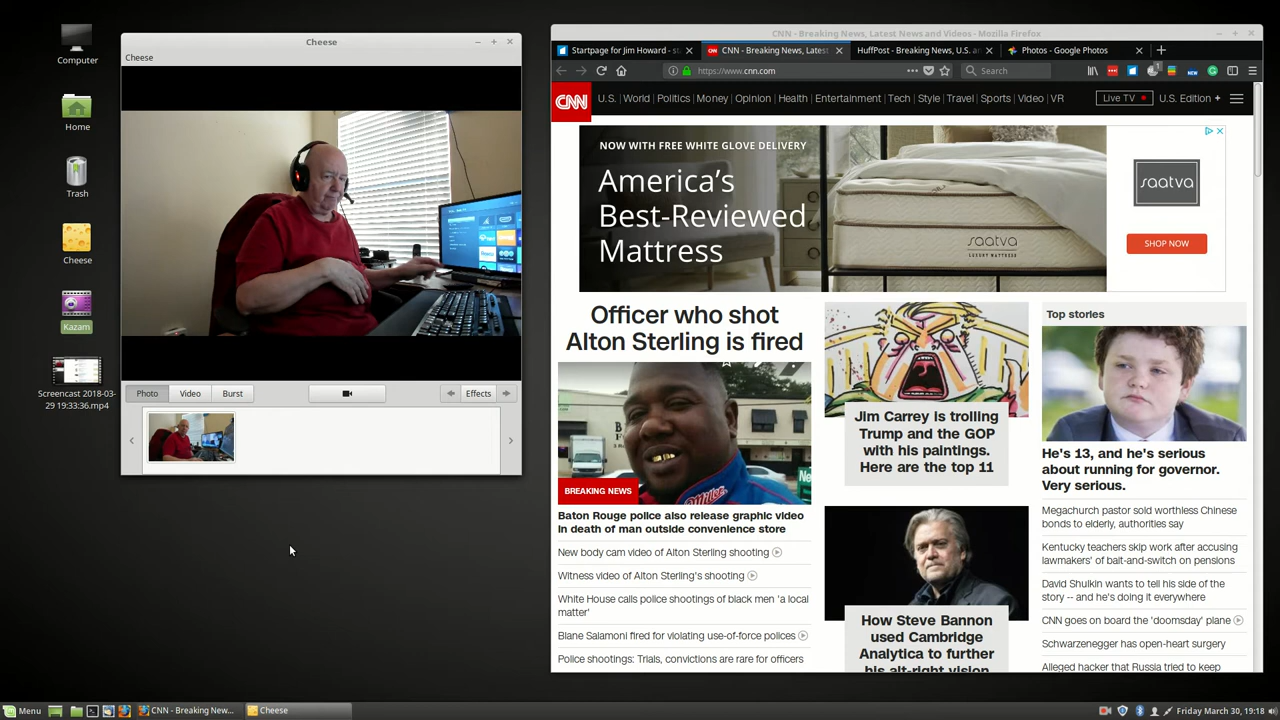 Computer
Home
Trash
Cheese
Kazam
Screencast 2018-03-
29 19:33:36.mp4
Cheese
Cheese
Photo
Video
Burst
Effects
CNN - Breaking News, Latest News and Videos - Mozilla Firefox
Startpage for Jim Howard - st
CNN - Breaking News, Latest
HuffPost - Breaking News, U.S. a
Photos - Google Photos
https://www.cnn.com
Search
CNN
U.S. World Politics Money Opinion Health Entertainment Tech Style Travel Sports Video VR
Live TV
U.S. Edition +
NOW WITH FREE WHITE GLOVE DELIVERY
America's
Best-Reviewed
Mattress
saatva
LUXURY MATTRESS
saatva
SHOP NOW
Officer who shot
Alton Sterling is fired
BREAKING NEWS
Baton Rouge police also release graphic video
in death of man outside convenience store
New body cam video of Alton Sterling shooting
Witness video of Alton Sterling's shooting
White House calls police shootings of black men 'a local
matter'
Blane Salamoni fired for violating use-of-force polices
Police shootings: Trials, convictions are rare for officers
Jim Carrey is trolling
Trump and the GOP
with his paintings.
Here are the top 11
How Steve Bannon
used Cambridge
Analytica to further
his alt-right vision
Top stories
He's 13, and he's serious
about running for governor.
Very serious.
Megachurch pastor sold worthless Chinese
bonds to elderly, authorities say
Kentucky teachers skip work after accusing
lawmakers' of bait-and-switch on pensions
David Shulkin wants to tell his side of the
story -- and he's doing it everywhere
CNN goes on board the 'doomsday' plane
Schwarzenegger has open-heart surgery
Alleged hacker that Russia tried to keep
Menu
CNN - Breaking New...
Cheese
Friday March 30, 19:18